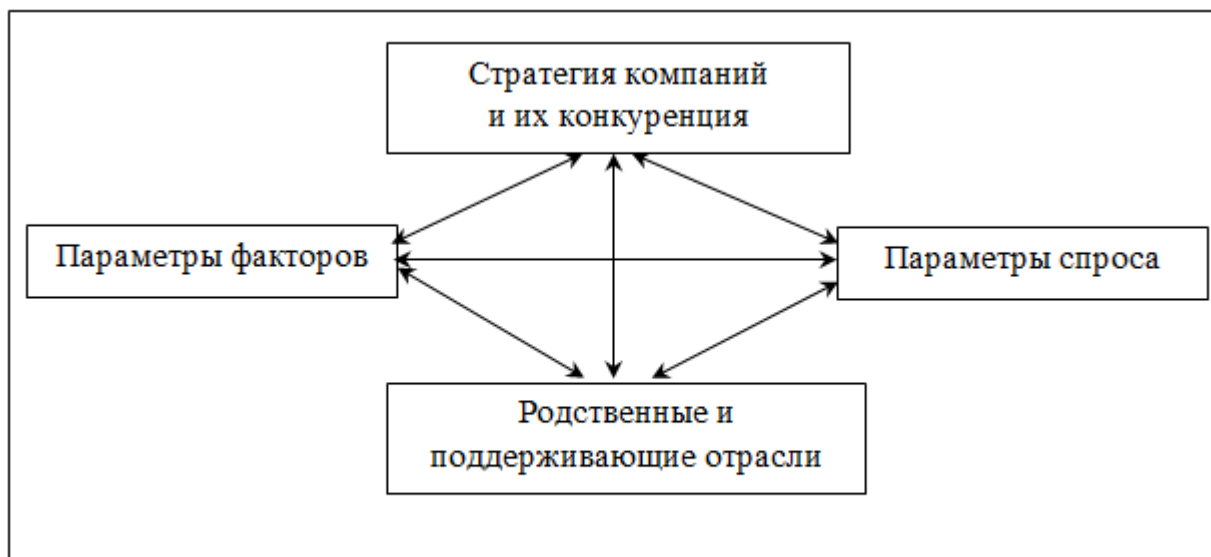 Стратегия компаний
и их конкуренция
Параметры факторов
Параметры спроса
Родственные и
поддерживающие отрасли